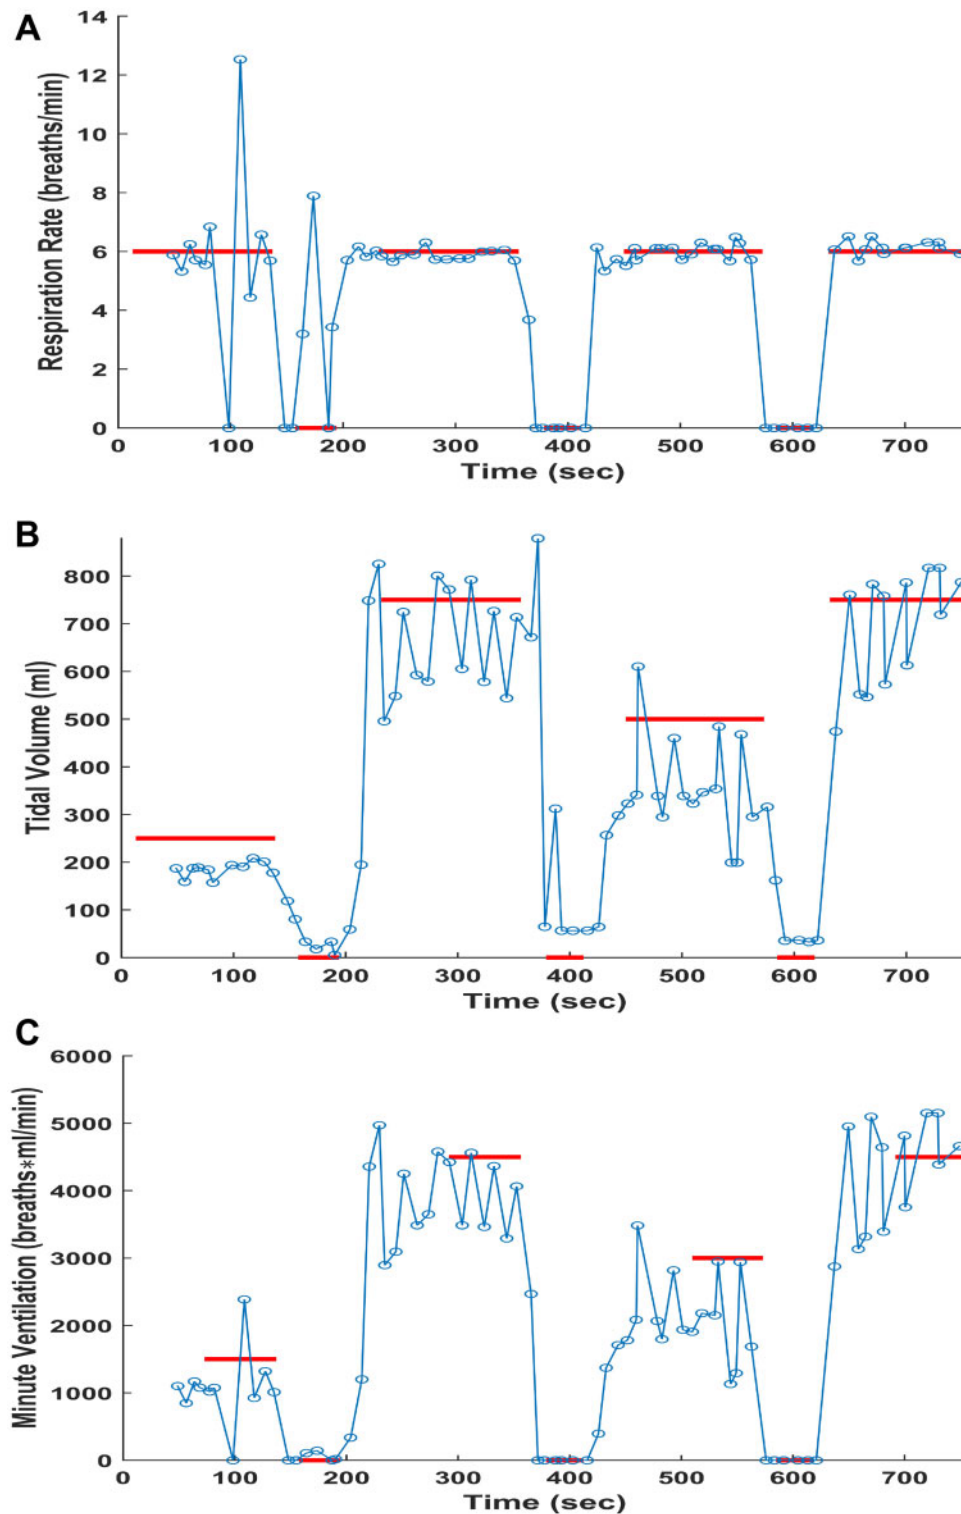 A
Respiration Rate (breaths/min)
14
12
10
8
6
4
2
0
0 100 200 300 400 500 600 700
Time (sec)
B
Tidal Volume (ml)
800
700
600
500
400
300
200
100
0
0 100 200 300 400 500 600 700
Time (sec)
C
Minute Ventilation (breaths*ml/min)
6000
5000
4000
3000
2000
1000
0
0 100 200 300 400 500 600 700
Time (sec)